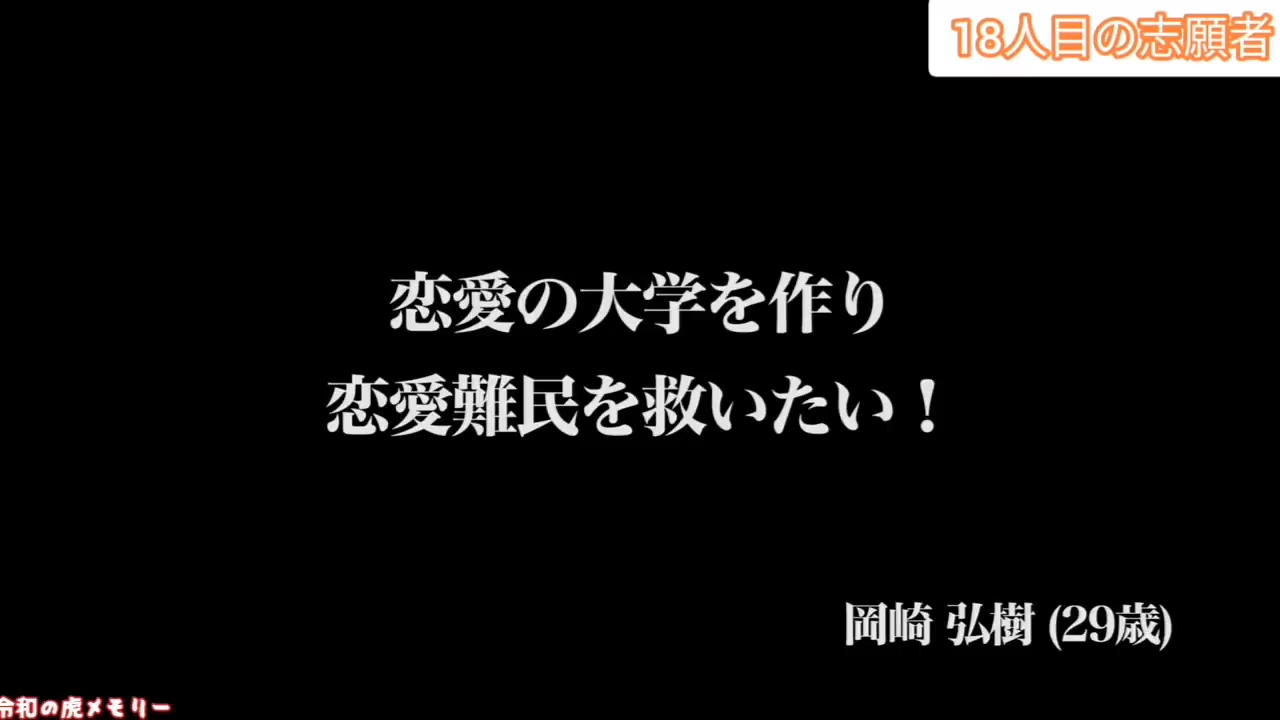 18人目の志願者
恋愛の大学を作り
恋愛難民を救いたい！
岡崎 弘樹 (29歳)
令和の虎メモリー